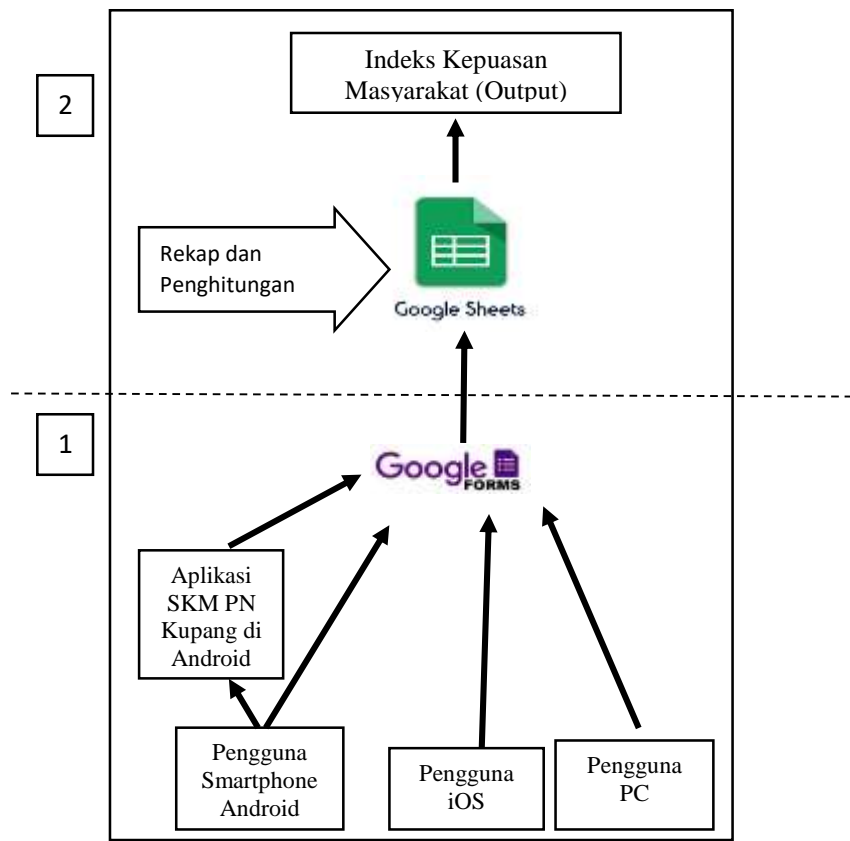 Indeks Kepuasan
Masyarakat (Output)
2
Rekap dan
Penghitungan
Google Sheets
1
Google
FORMS
Aplikasi
SKM PN
Kupang di
Android
Pengguna
Smartphone
Android
Pengguna
iOS
Pengguna
PC